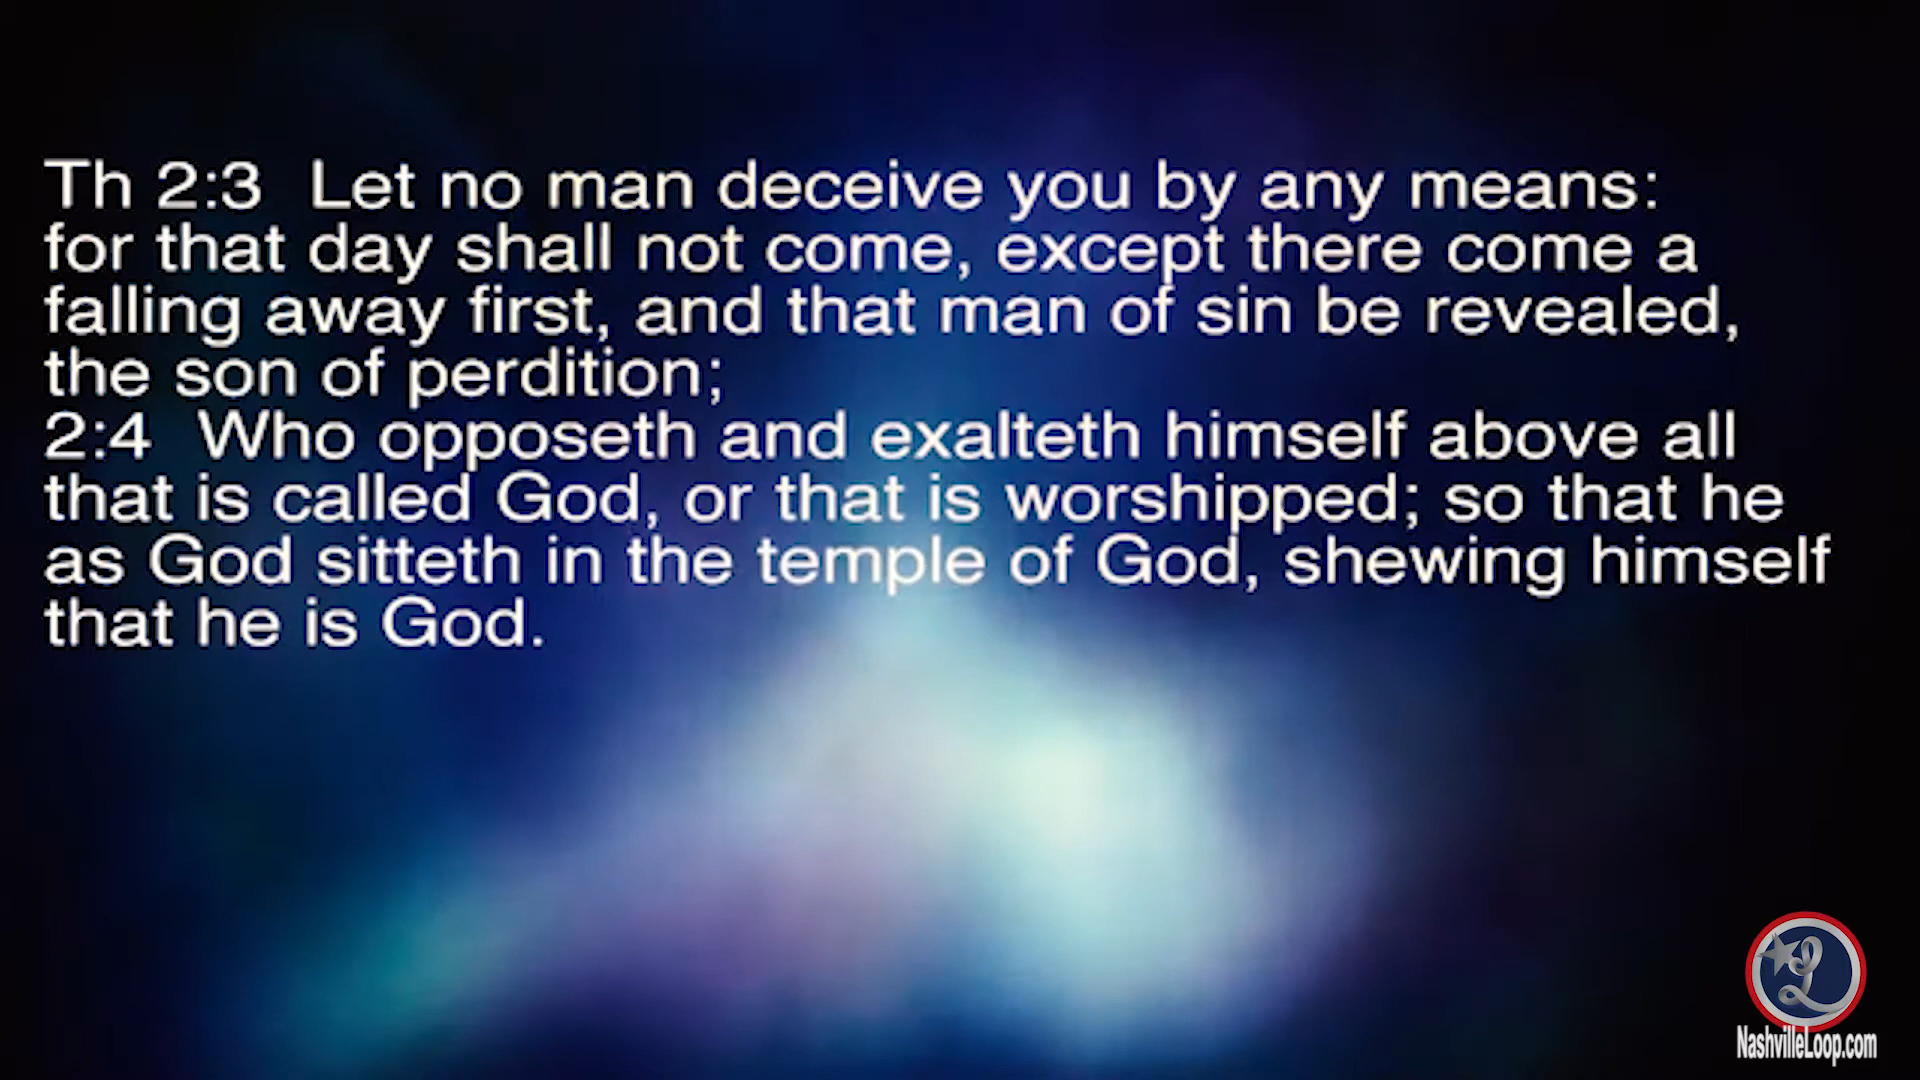 Th 2:3 Let no man deceive you by any means:
for that day shall not come, except there come a
falling away first, and that man of sin be revealed,
the son of perdition;
2:4 Who opposeth and exalteth himself above all
that is called God, or that is worshipped; so that he
as God sitteth in the temple of God, shewing himself
that he is God.
L
NashvilleLoop.com